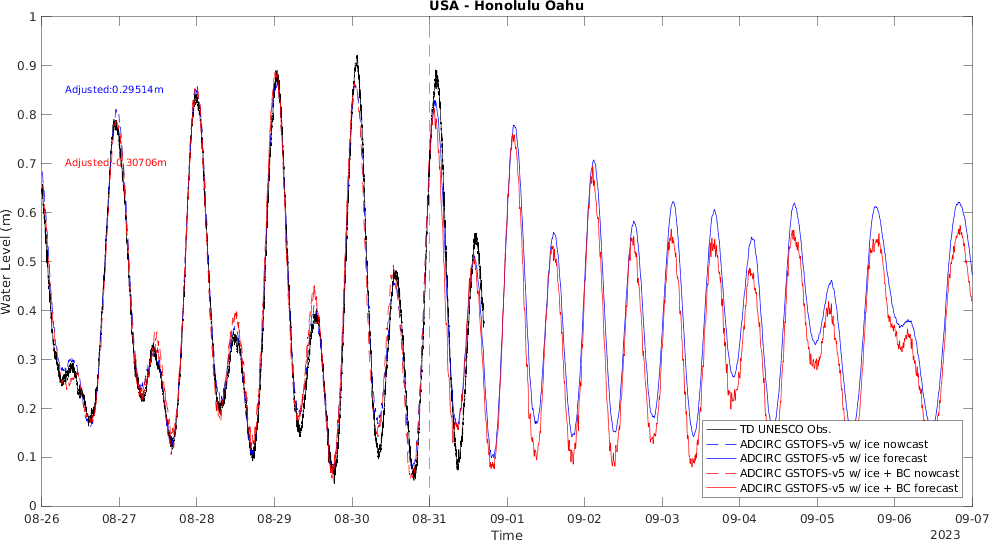 USA - Honolulu Oahu
1
0.9
0.8
0.7
0.6
0.5
0.4
0.3
0.2
0.1
0
Water Level (m)
Adjusted:0.29514m
Adjusted:-0.30706m
TD UNESCO Obs.
ADCIRC GSTOFS-v5 w/ ice nowcast
ADCIRC GSTOFS-v5 w/ ice forecast
ADCIRC GSTOFS-v5 w/ ice + BC nowcast
ADCIRC GSTOFS-v5 w/ ice + BC forecast
08-26 08-27 08-28 08-29 08-30 08-31 09-01 09-02 09-03 09-04 09-05 09-06 09-07
Time
2023